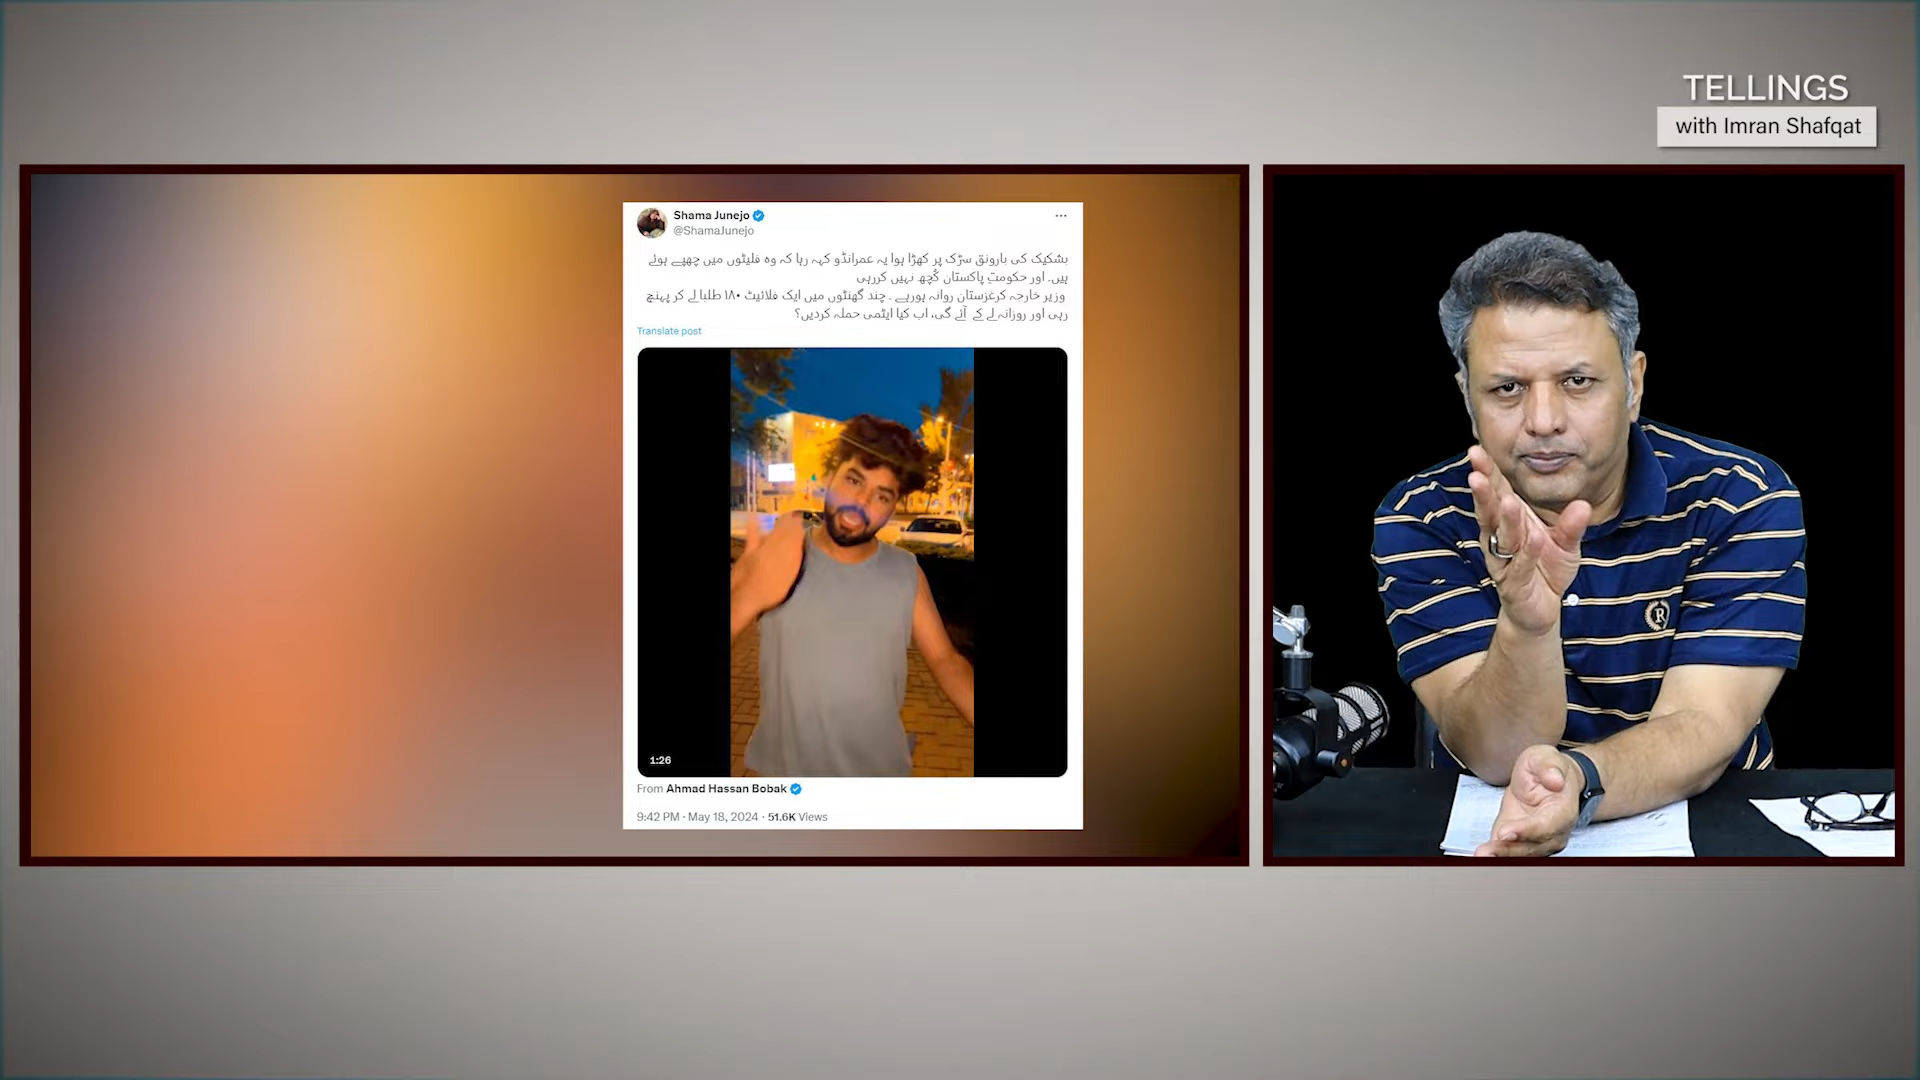 TELLINGS
with Imran Shafqat
Shama Junejo
@ShamaJunejo
بشکیک کی بارونق سڑک پر کھڑا ہوا یہ عمرانڈو کہہ رہا کہ وہ فلیٹوں میں چھپے ہوئے
ہیں۔ اور حکومتِ پاکستان کُچھ نہیں کررہی
وزیر خارجہ کرغزستان روانہ ہورہے ۔ چند گھنٹوں میں ایک فلائیٹ ۱۸۰ طلبا لے کر پہنچ
رہی اور روزانہ لے کے آئے گی، اب کیا ایٹمی حملہ کردیں؟
Translate post
1:26
From Ahmad Hassan Bobak
9:42 PM · May 18, 2024 · 51.6K Views
R